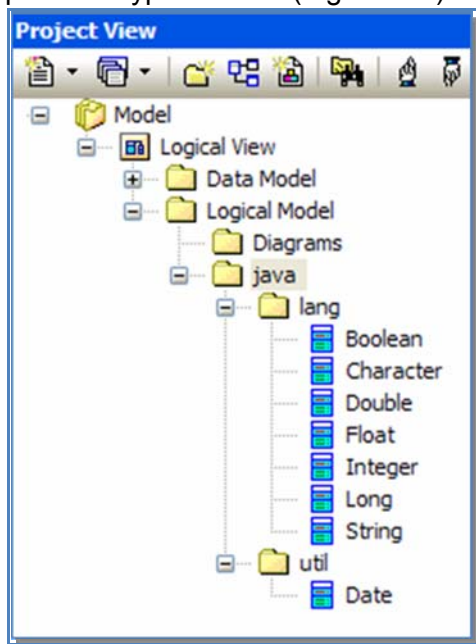 Project View
Model
Logical View
Data Model
Logical Model
Diagrams
java
lang
Boolean
Character
Double
Float
Integer
Long
String
util
Date